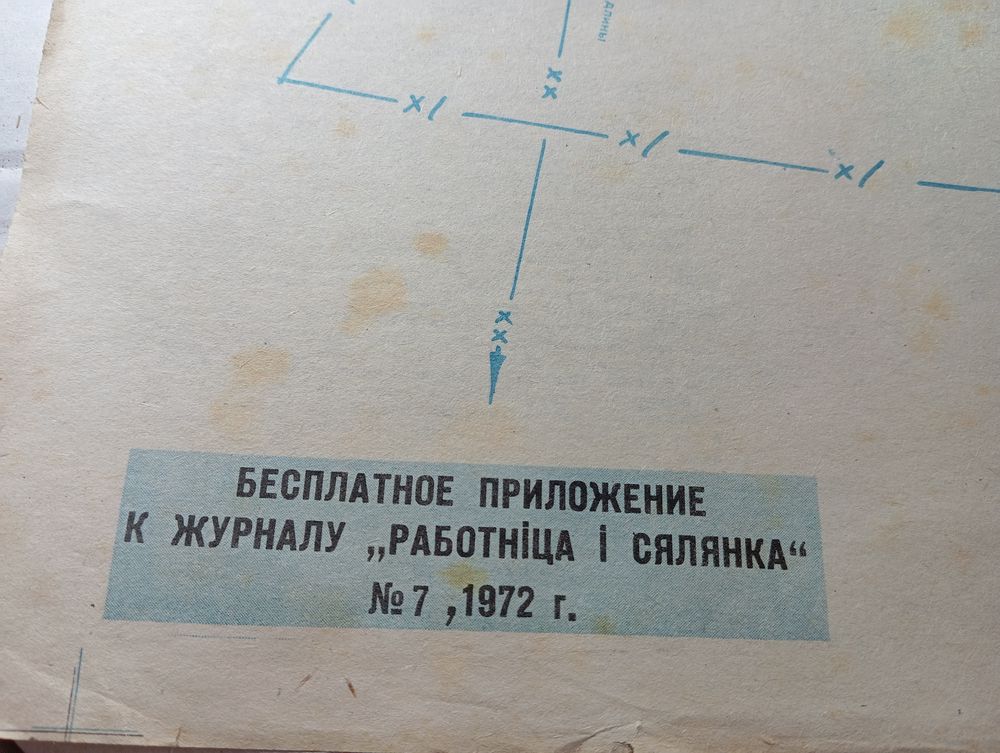 БЕСПЛАТНОЕ ПРИЛОЖЕНИЕ
К ЖУРНАЛУ „РАБОТНІЦА І СЯЛЯНКА“
№ 7 , 1972 г.